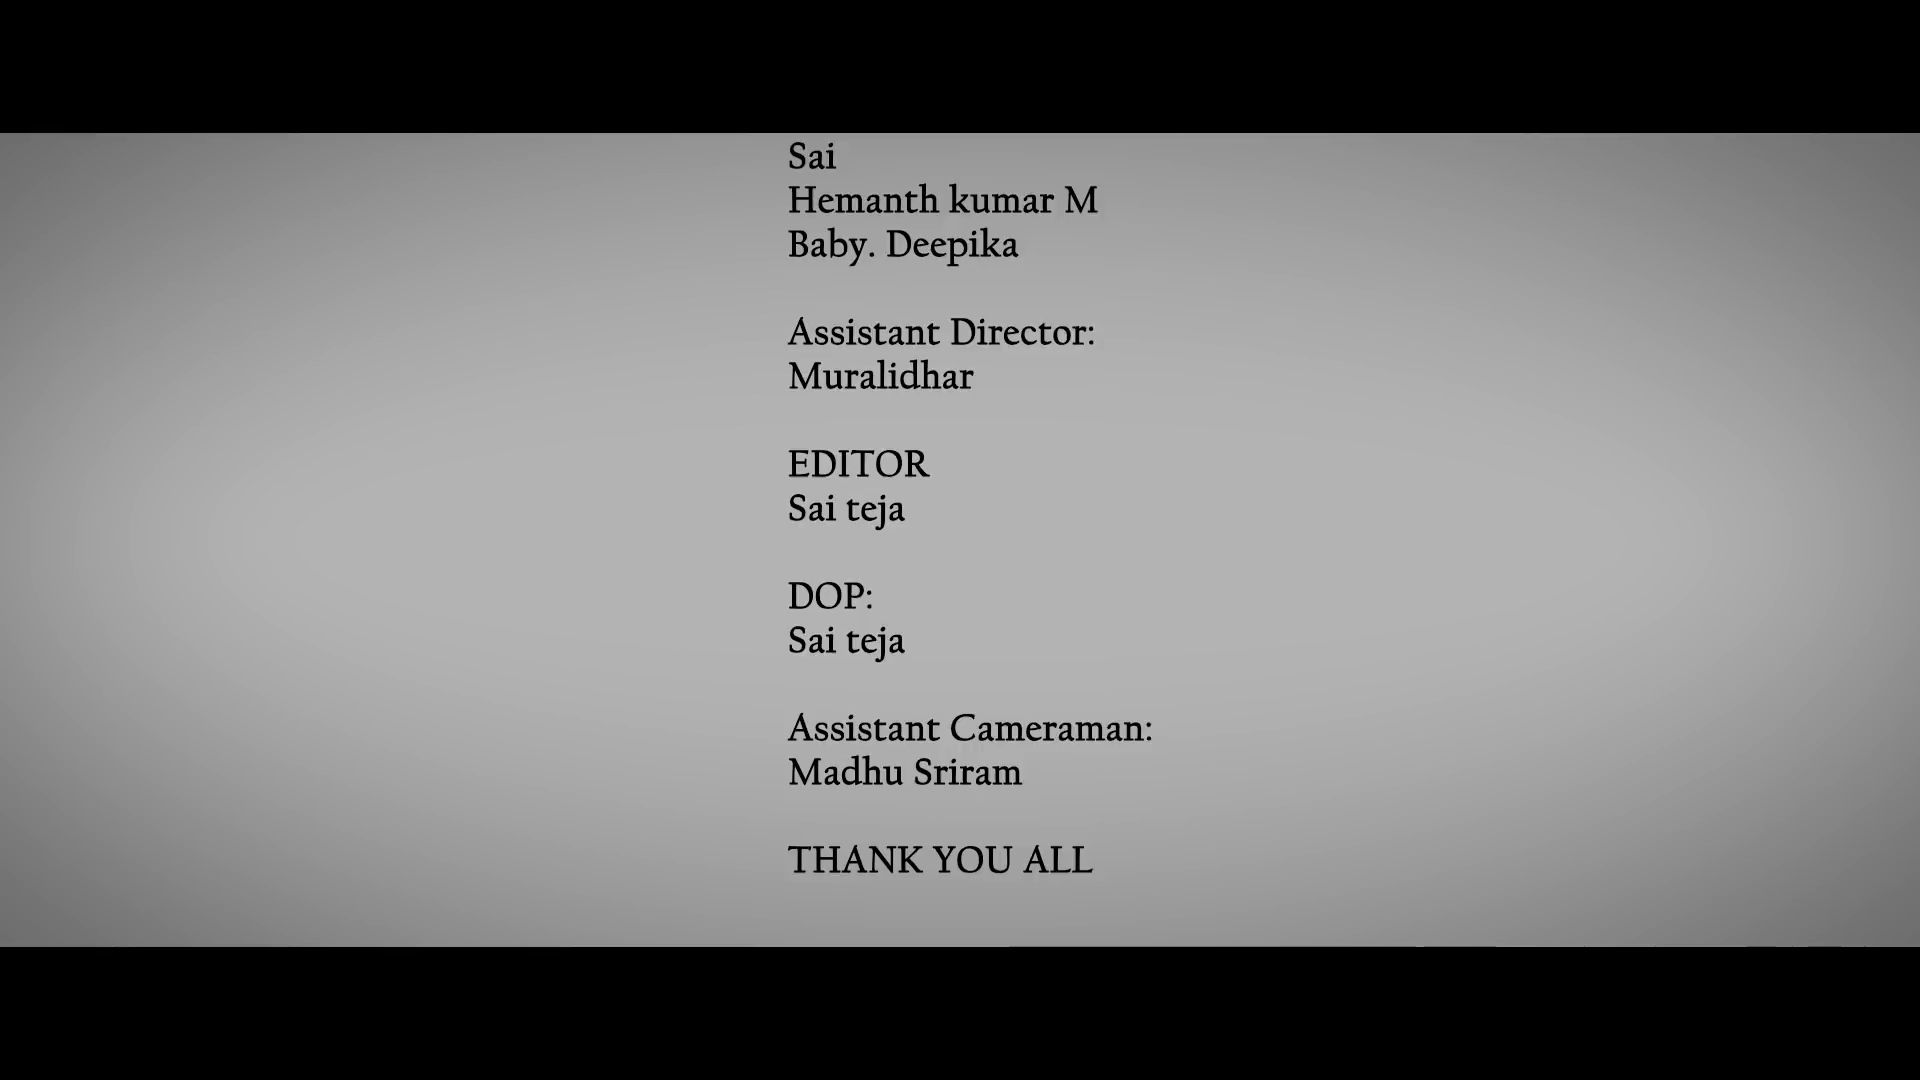 Sai
Hemanth kumar M
Baby. Deepika
Assistant Director:
Muralidhar
EDITOR
Sai teja
DOP:
Sai teja
Assistant Cameraman:
Madhu Sriram
THANK YOU ALL